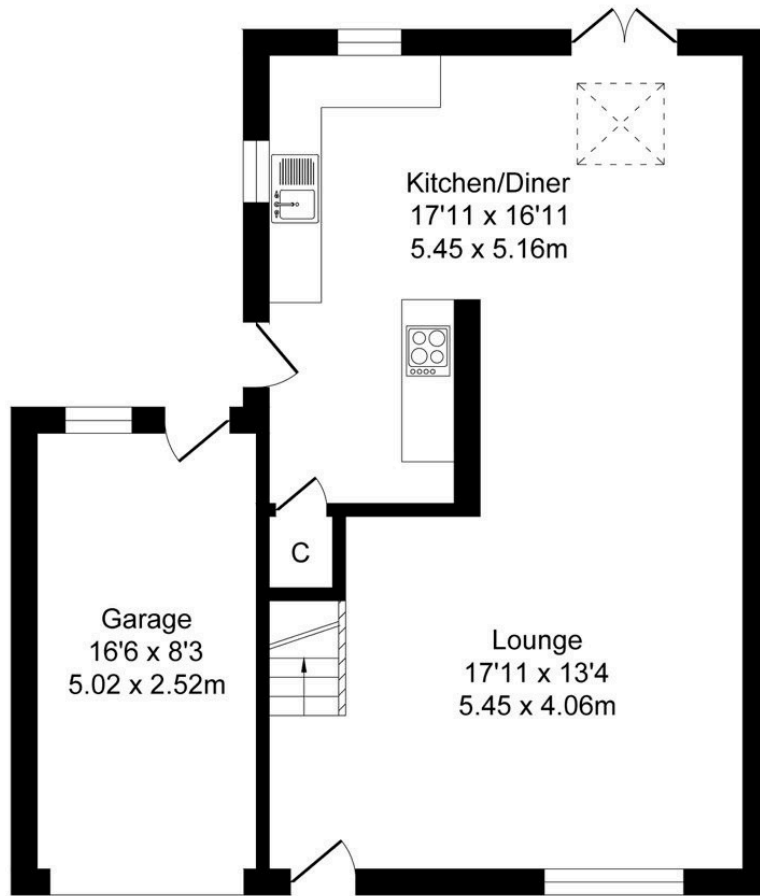 Kitchen/Diner
17'11 x 16'11
5.45 x 5.16m
C
Garage
16'6 x 8'3
5.02 x 2.52m
Lounge
17'11 x 13'4
5.45 x 4.06m